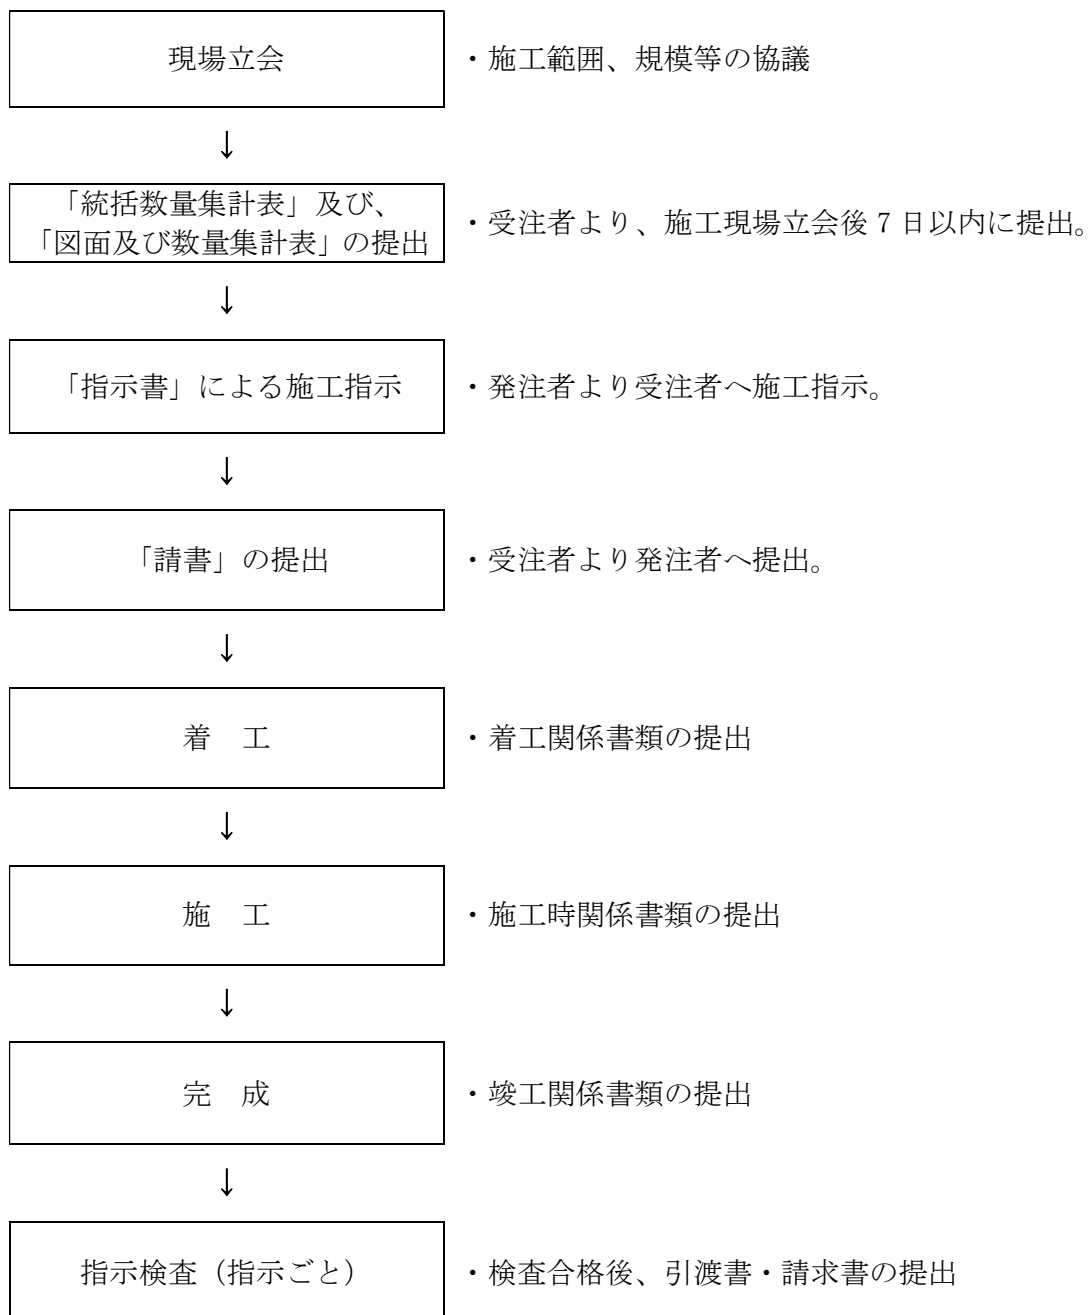 現場立会
・施工範囲、規模等の協議
↓
「統括数量集計表」及び、
「図面及び数量集計表」の提出
・受注者より、施工現場立会後 7 日以内に提出。
↓
「指示書」による施工指示
・発注者より受注者へ施工指示。
↓
「請書」の提出
・受注者より発注者へ提出。
↓
着　工
・着工関係書類の提出
↓
施　工
・施工時関係書類の提出
↓
完　成
・竣工関係書類の提出
↓
指示検査（指示ごと）
・検査合格後、引渡書・請求書の提出